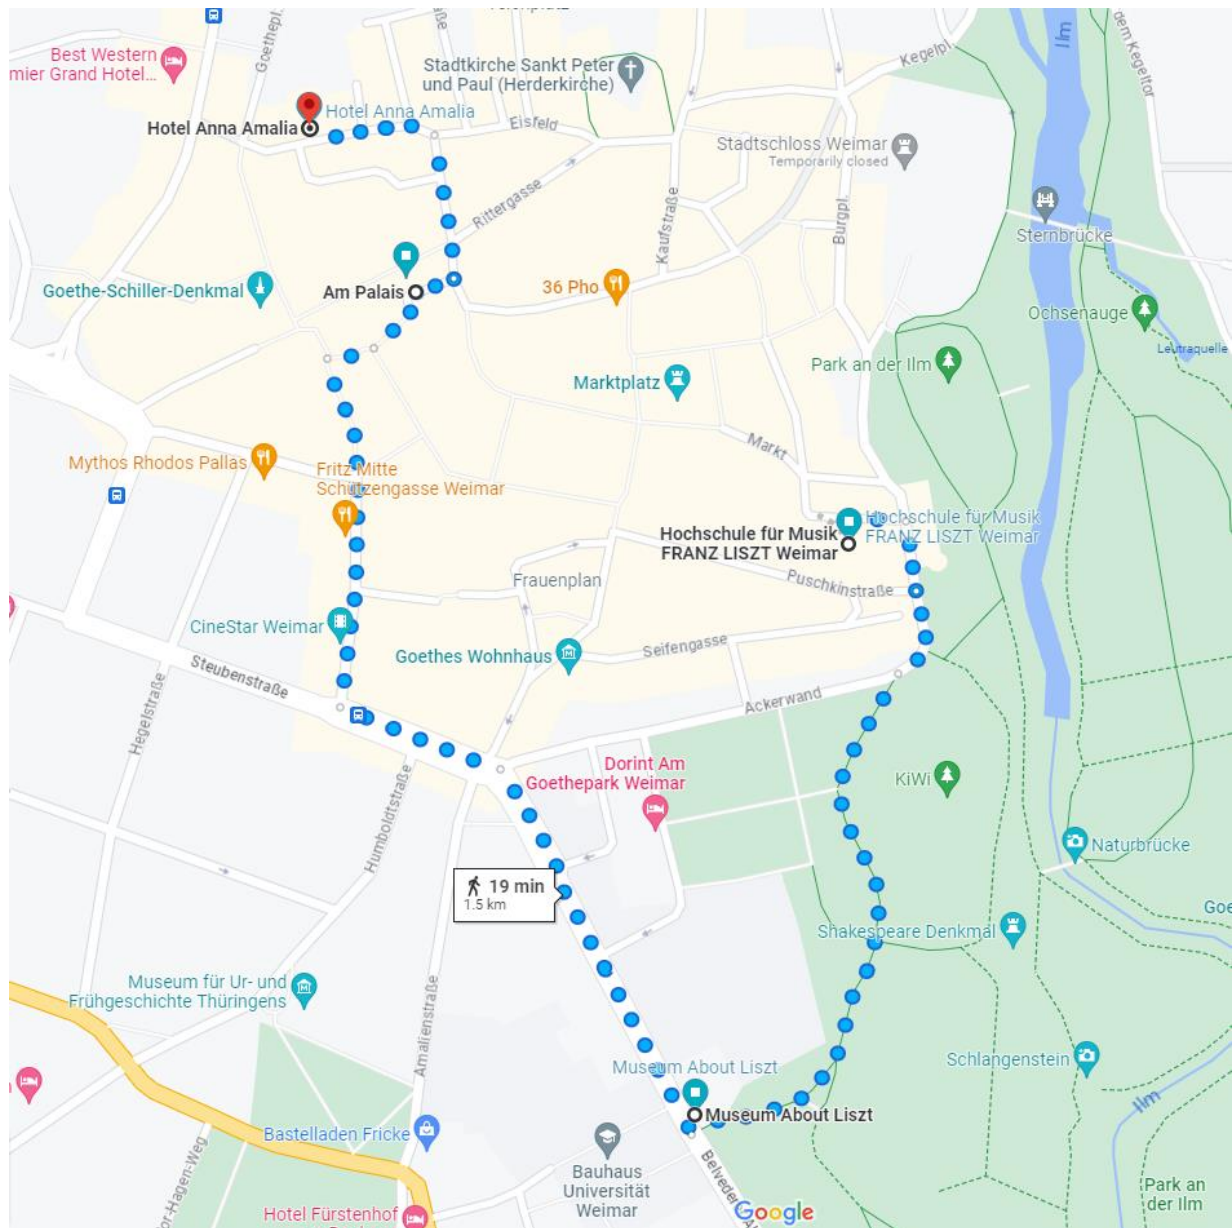 Ilm
dem Kegeltor
Kegelpl.
Goethepl.
Best Western
mier Grand Hotel...
Stadtkirche Sankt Peter
und Paul (Herderkirche)
Hotel Anna Amalia
Hotel Anna Amalia
Eisfeld
Stadtschloss Weimar
Temporarily closed
Rittergasse
Kaufstraße
Burgpl.
Sternbrücke
Goethe-Schiller-Denkmal
Am Palais
36 Pho
Ochsenauge
Leutraquelle
Park an der Ilm
Marktplatz
Markt
Mythos Rhodos Pallas
Fritz Mitte
Schützengasse Weimar
Hochschule für Musik
FRANZ LISZT Weimar
Hochschule für Musik
FRANZ LISZT Weimar
Frauenplan
Puschkinstraße
CineStar Weimar
Goethes Wohnhaus
Seifengasse
Steubenstraße
Hegelstraße
Ackerwand
Dorint Am
Goethepark Weimar
KiWi
Humboldtstraße
Naturbrücke
19 min
1.5 km
Goe
Shakespeare Denkmal
Museum für Ur- und
Frühgeschichte Thüringens
Amalienstraße
Schlangenstein
Museum About Liszt
Museum About Liszt
Ilm
Bastelladen Fricke
Bauhaus
Universität
Weimar
Park an
der Ilm
Hotel Fürstenhof
Google